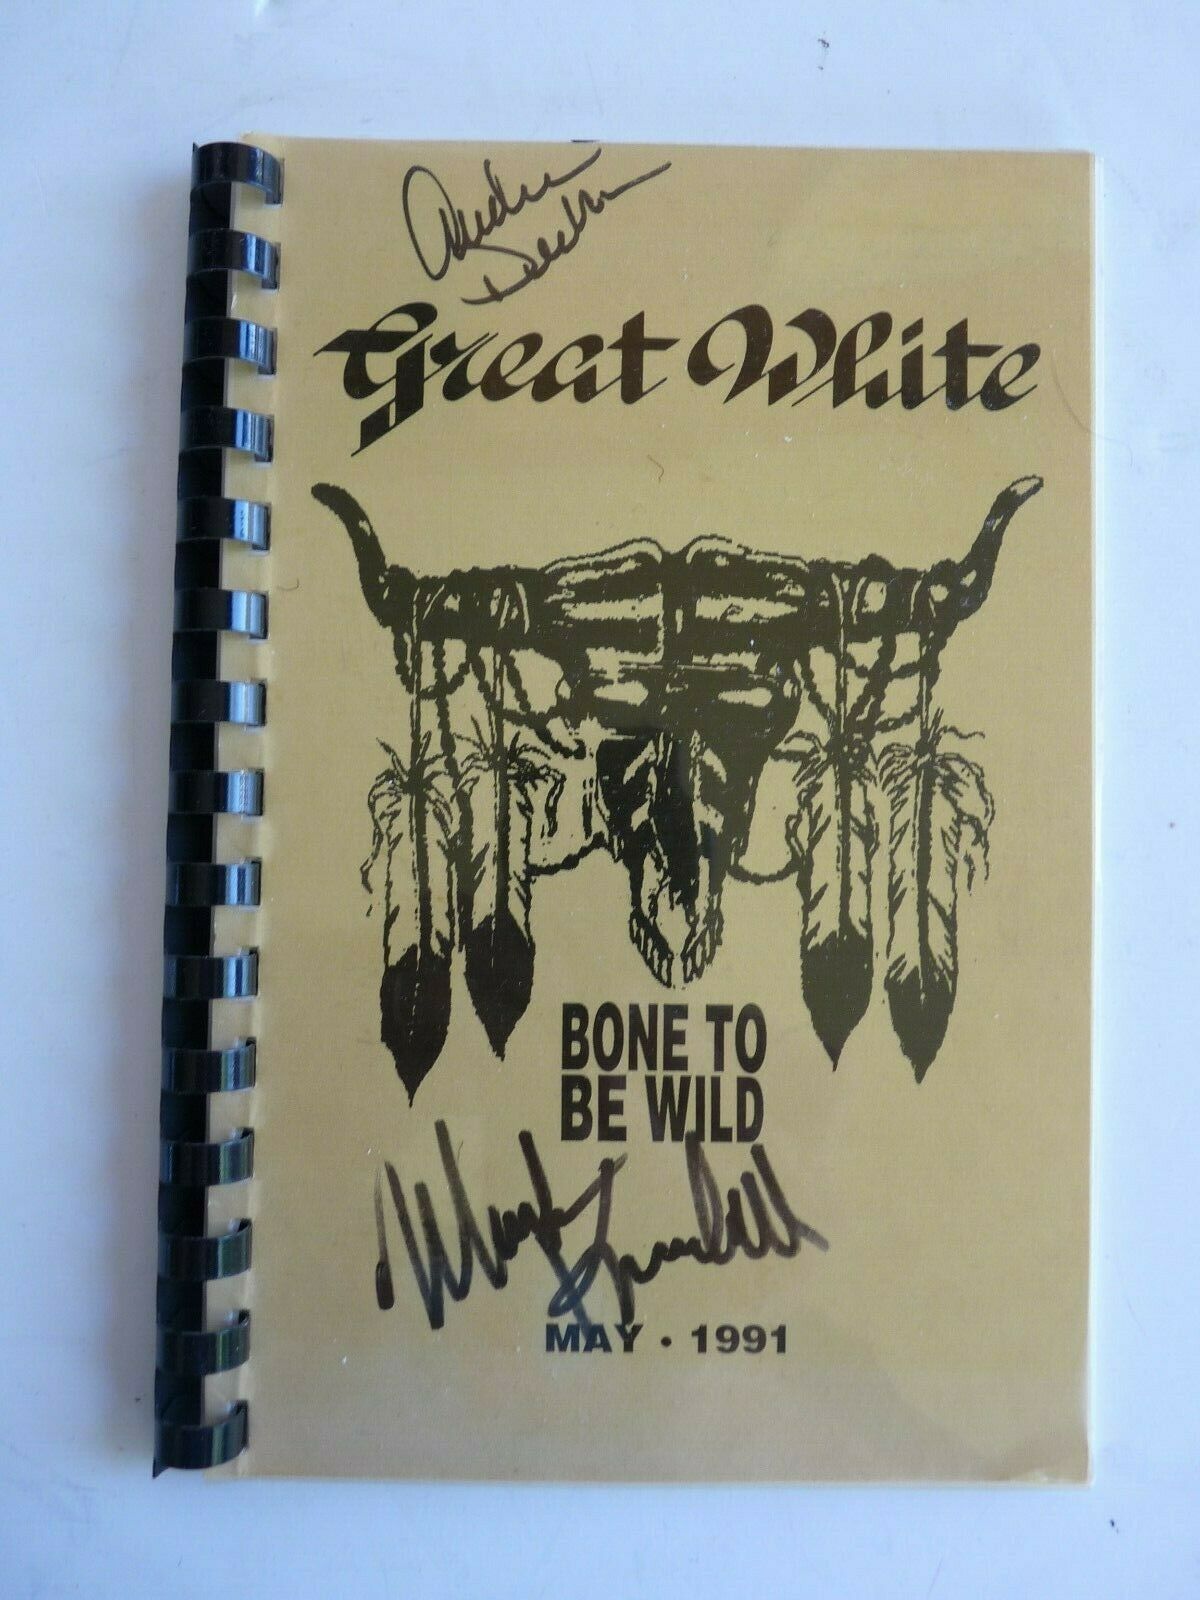 Great White
BONE TO
BE WILD
MAY • 1991